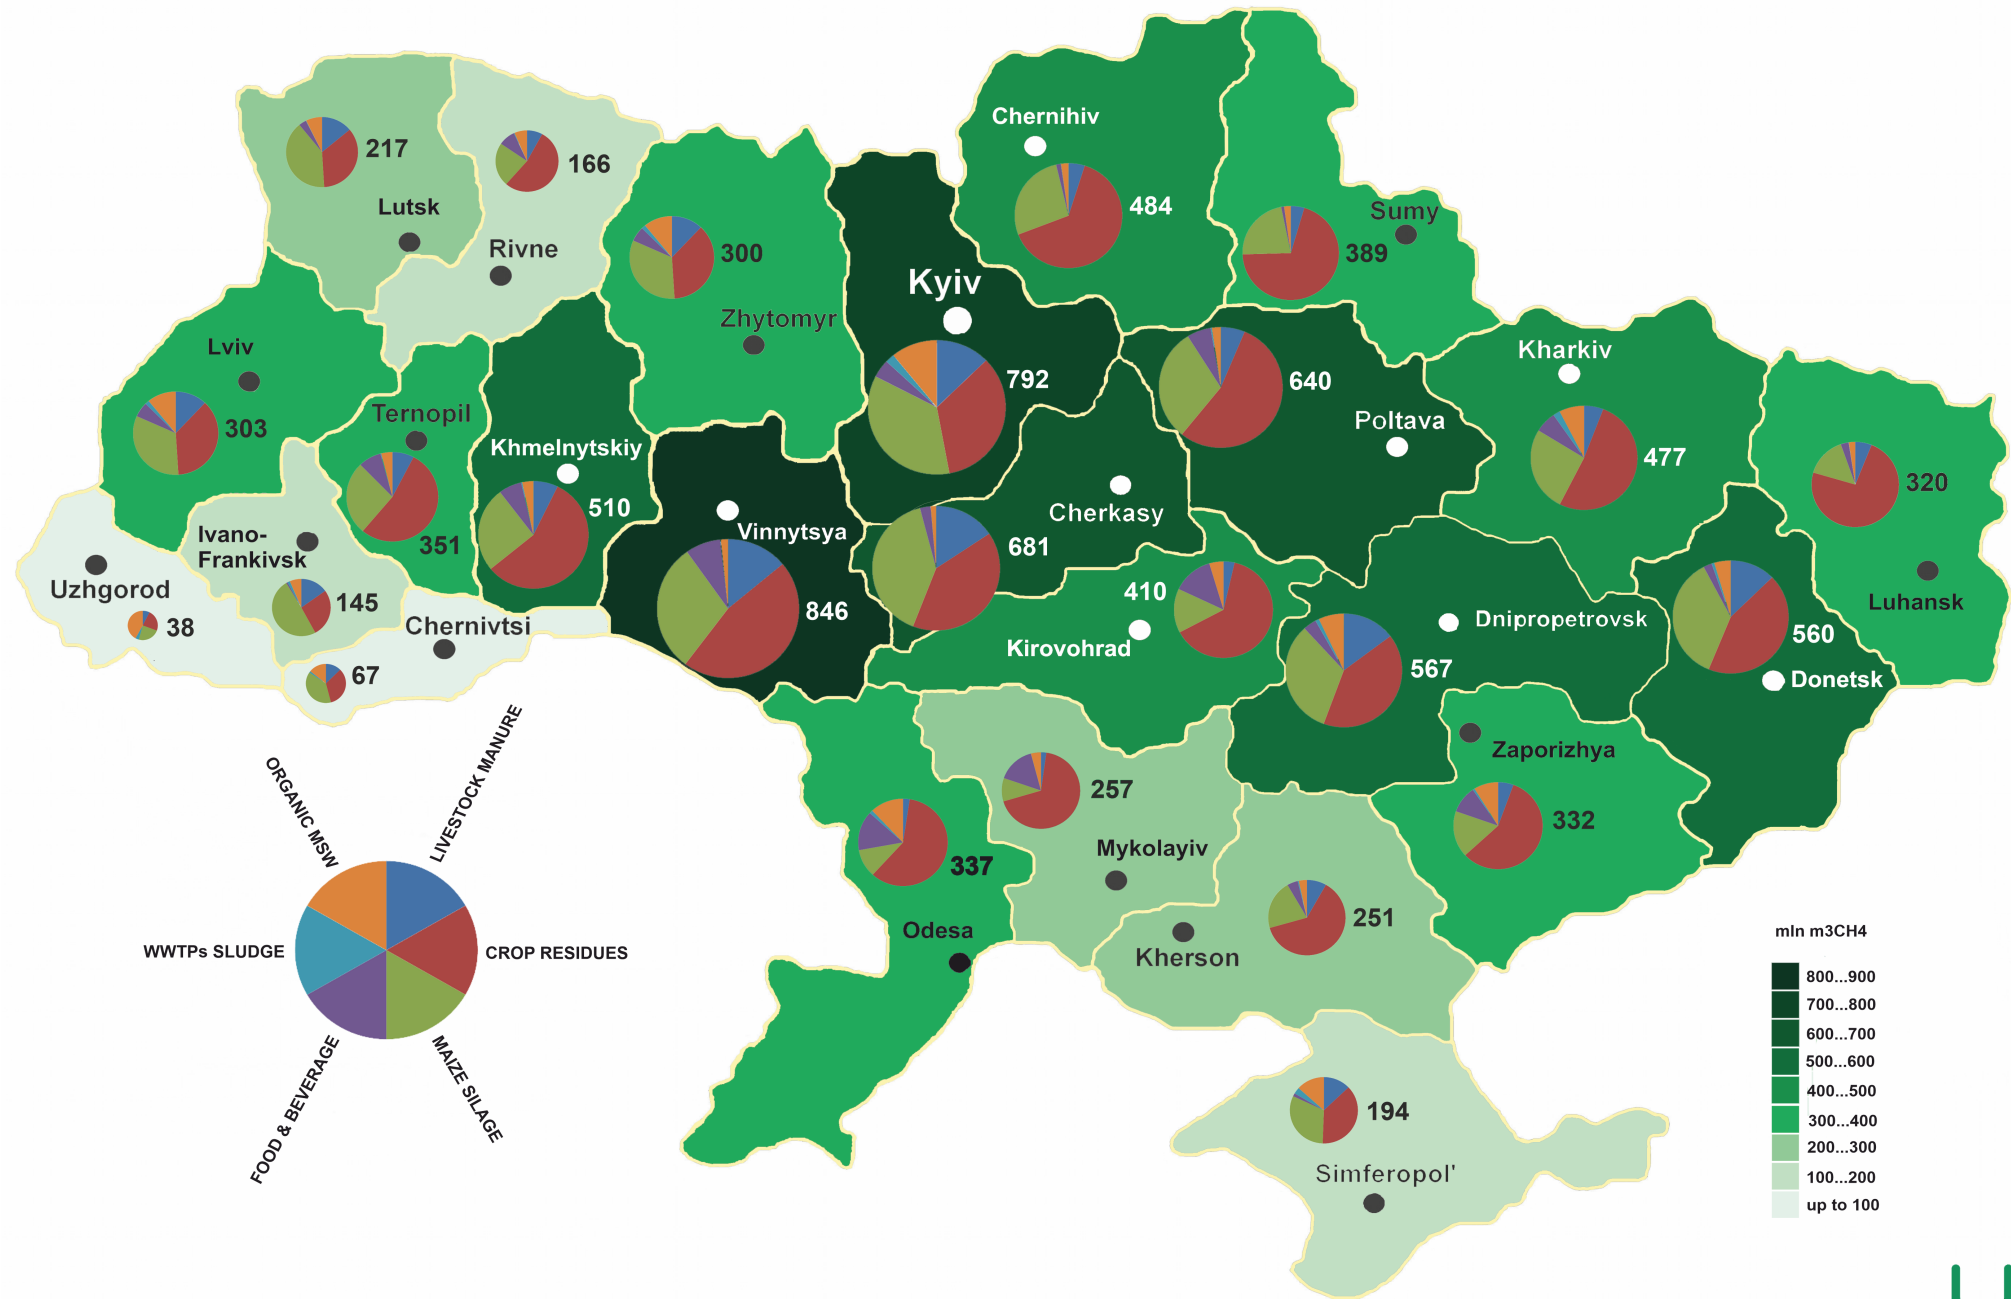 Chernihiv
484
217
Lutsk
166
Rivne
300
Zhytomyr
Kyiv
792
Sumy
389
Lviv
303
Ternopil
351
Khmelnytskiy
510
Vinnytsya
846
Cherkasy
681
640
Poltava
Kharkiv
477
320
Luhansk
Ivano-
Frankivsk
145
Uzhgorod
38
Chernivtsi
67
410
Kirovohrad
Dnipropetrovsk
567
560
Donetsk
257
Mykolayiv
337
Odesa
Zaporizhya
332
251
Kherson
194
Simferopol'
ORGANIC MSW
LIVESTOCK MANURE
WWTPs SLUDGE
CROP RESIDUES
FOOD & BEVERAGE
MAIZE SILAGE
mln m3CH4
800...900
700...800
600...700
500...600
400...500
300...400
200...300
100...200
up to 100